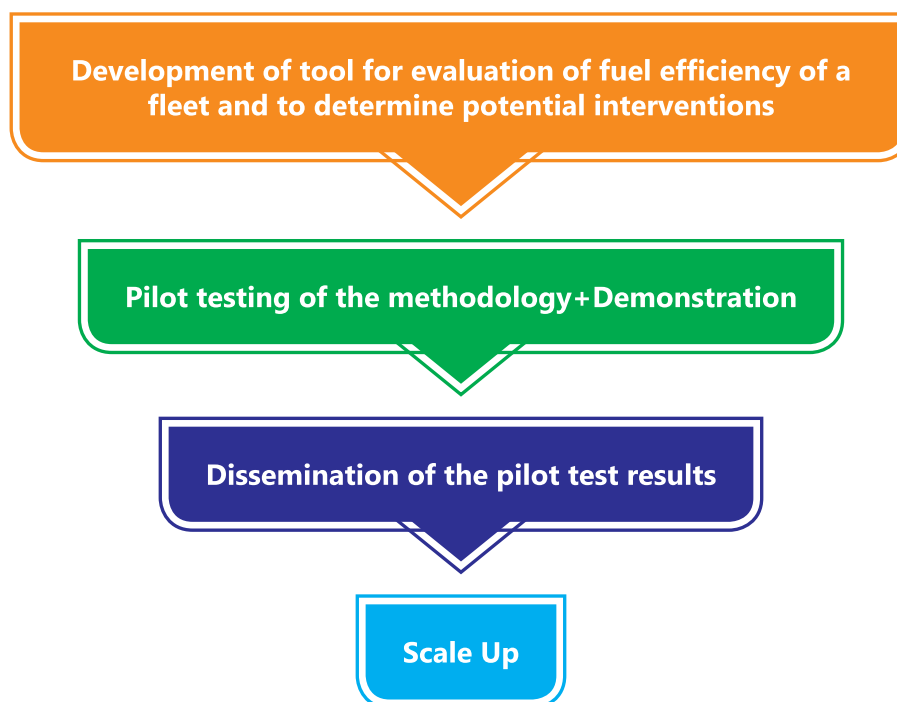 Development of tool for evaluation of fuel efficiency of a
fleet and to determine potential interventions
Pilot testing of the methodology+Demonstration
Dissemination of the pilot test results
Scale Up